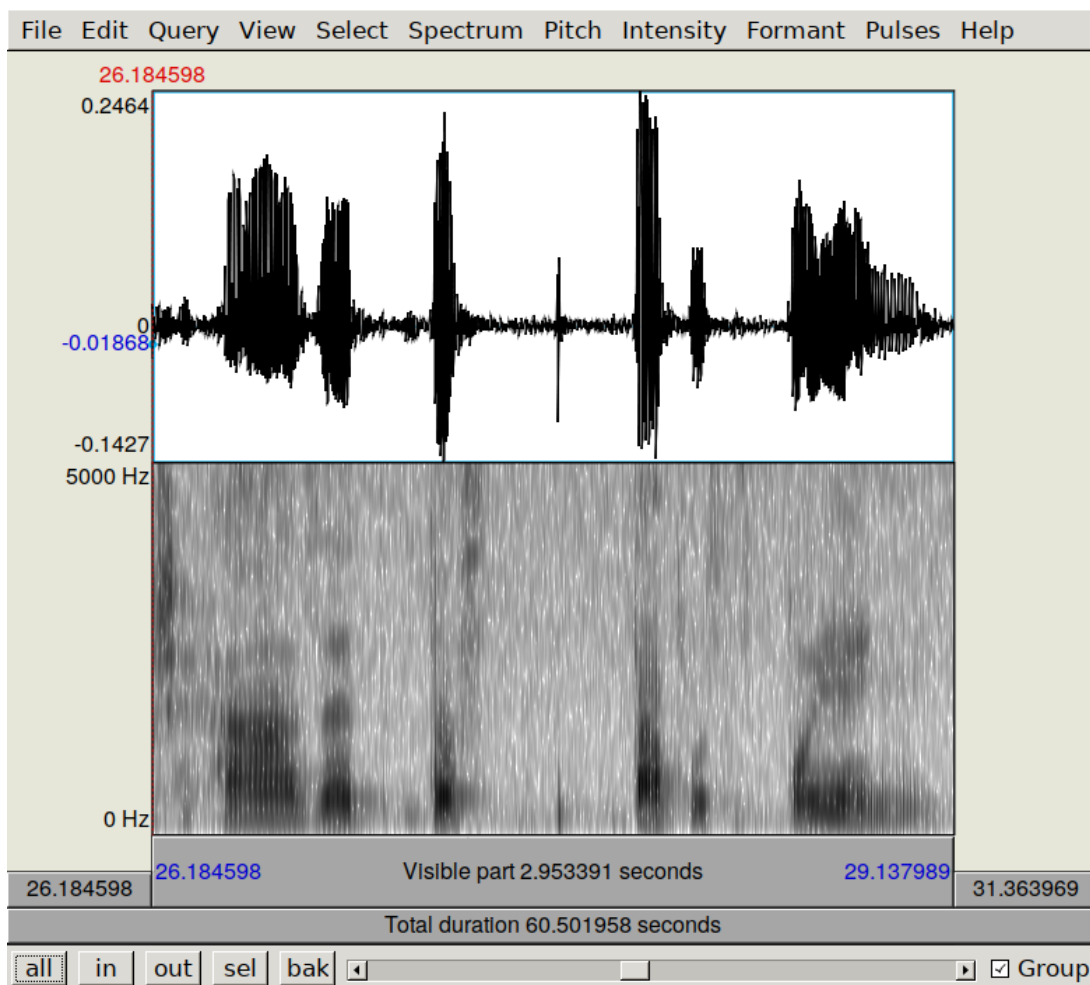 File Edit Query View Select Spectrum Pitch Intensity Formant Pulses Help
26.184598
0.2464
0
-0.01868
-0.1427
5000 Hz
0 Hz
26.184598 Visible part 2.953391 seconds 29.137989
26.184598 31.363969
Total duration 60.501958 seconds
all in out sel bak Group